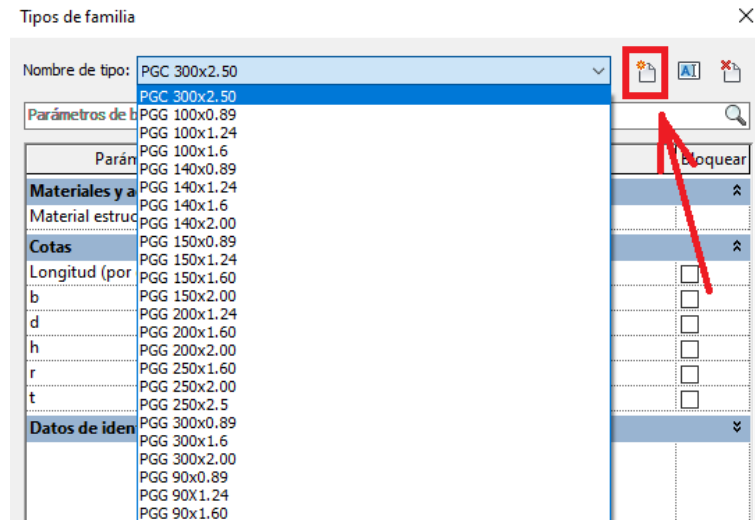 Tipos de familia
Nombre de tipo: PGC 300x2.50
PGC 300x2.50
Parámetros de b
PGG 100x0.89
PGG 100x1.24
Parám
PGG 100x1.6
Bloquear
PGG 140x0.89
Materiales y a
PGG 140x1.24
Material estruc
PGG 140x1.6
PGG 140x2.00
Cotas
PGG 150x0.89
PGG 150x1.24
Longitud (por
PGG 150x1.60
b
PGG 150x2.00
PGG 200x1.24
d
PGG 200x1.60
h
PGG 200x2.00
PGG 250x1.60
r
PGG 250x2.00
t
PGG 250x2.5
Datos de iden
PGG 300x0.89
PGG 300x1.6
PGG 300x2.00
PGG 90x0.89
PGG 90X1.24
PGG 90x1.60